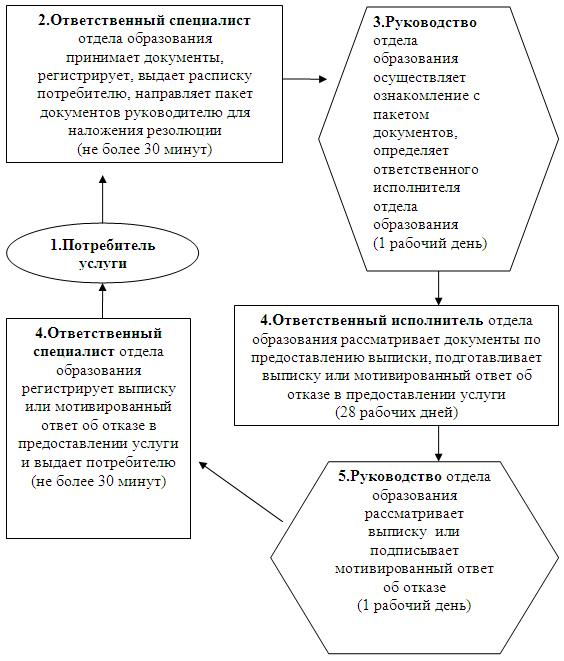 2.Ответственный специалист
отдела образования
принимает документы,
регистрирует, выдает расписку
потребителю, направляет пакет
документов руководителю для
наложения резолюции
(не более 30 минут)
3.Руководство
отдела
образования
осуществляет
ознакомление с
пакетом
документов,
определяет
ответственного
исполнителя
отдела
образования
(1 рабочий день)
1.Потребитель
услуги
4.Ответственный исполнитель отдела
образования рассматривает документы по
предоставлению выписки, подготавливает
выписку или мотивированный ответ об
отказе в предоставлении услуги
(28 рабочих дней)
5.Руководство отдела
образования
рассматривает
выписку или
подписывает
мотивированный ответ
об отказе
(1 рабочий день)
4.Ответственный
специалист отдела
образования
регистрирует выписку
или мотивированный
ответ об отказе в
предоставлении услуги
и выдает потребителю
(не более 30 минут)